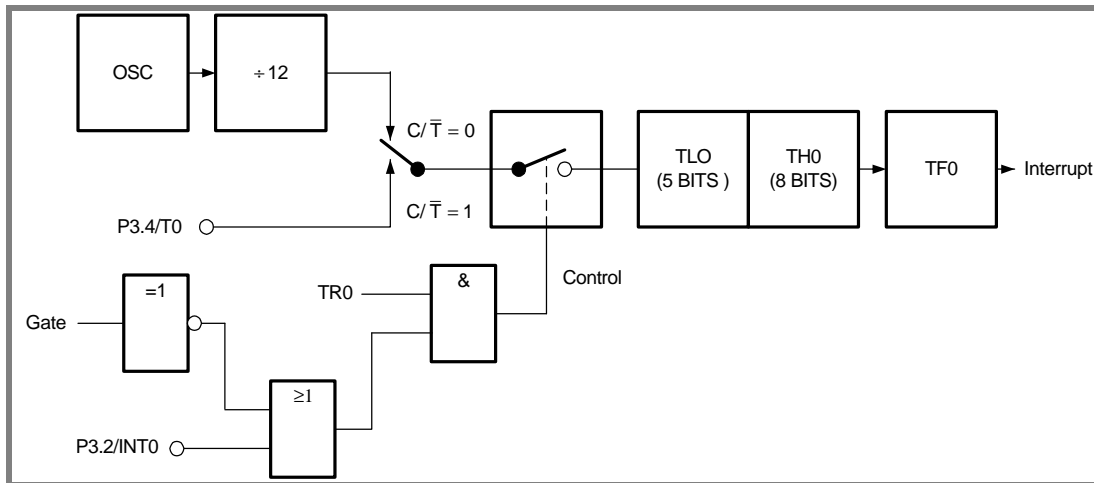 OSC
÷ 12
C/T̅ = 0
C/T̅ = 1
P3.4/T0
TLO
(5 BITS )
TH0
(8 BITS)
TF0
Interrupt
Control
TR0
&
=1
Gate
≥1
P3.2/INT0